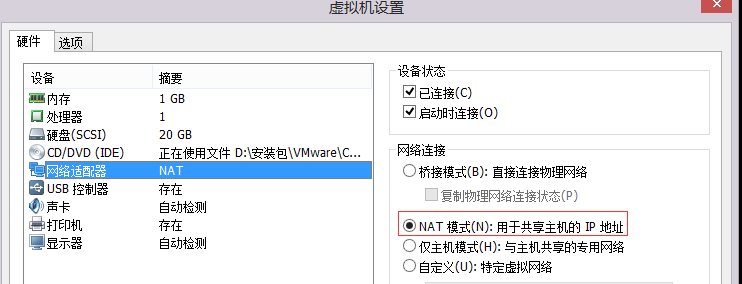 虚拟机设置
硬件 选项
设备 摘要
内存 1 GB
处理器 1
硬盘(SCSI) 20 GB
CD/DVD (IDE) 正在使用文件 D:\安装包\VMware\C...
网络适配器 NAT
USB 控制器 存在
声卡 自动检测
打印机 存在
显示器 自动检测
设备状态
已连接(C)
启动时连接(O)
网络连接
桥接模式(B): 直接连接物理网络
复制物理网络连接状态(P)
NAT 模式(N): 用于共享主机的 IP 地址
仅主机模式(H): 与主机共享的专用网络
自定义(U): 特定虚拟网络